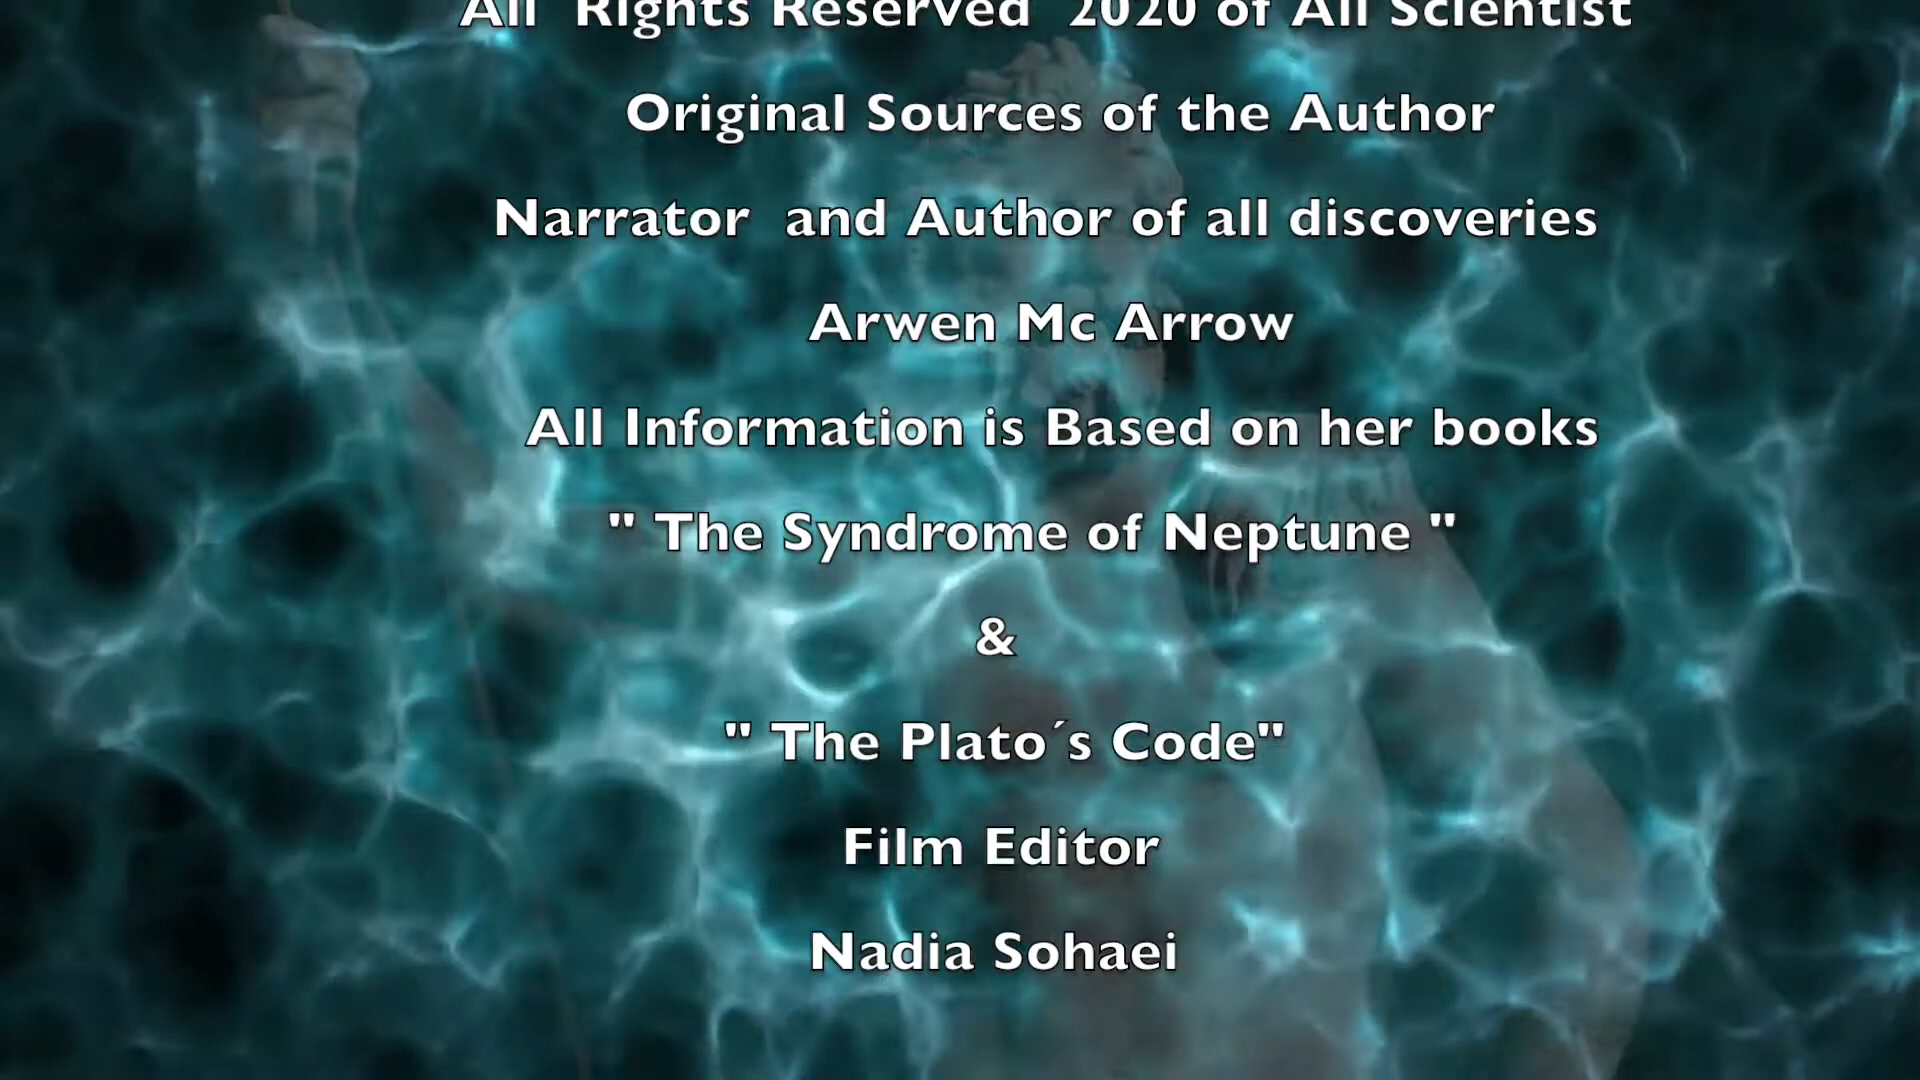 All Rights Reserved 2020 of All Scientist
Original Sources of the Author
Narrator and Author of all discoveries
Arwen Mc Arrow
All Information is Based on her books
" The Syndrome of Neptune "
&
" The Plato´s Code"
Film Editor
Nadia Sohaei